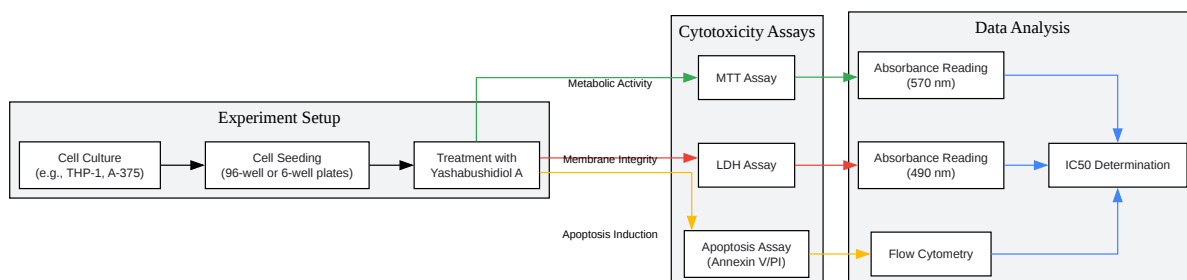 Experiment Setup
Cell Culture
(e.g., THP-1, A-375)
Cell Seeding
(96-well or 6-well plates)
Treatment with
Yashabushidiol A
Metabolic Activity
Membrane Integrity
Apoptosis Induction
Cytotoxicity Assays
MTT Assay
LDH Assay
Apoptosis Assay
(Annexin V/PI)
Data Analysis
Absorbance Reading
(570 nm)
Absorbance Reading
(490 nm)
Flow Cytometry
IC50 Determination